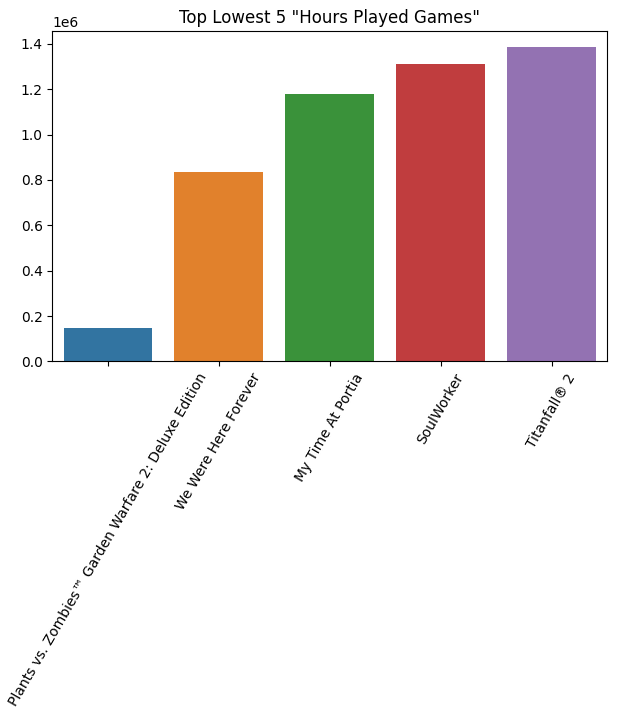 Top Lowest 5 "Hours Played Games"
1e6
1.4
1.2
1.0
0.8
0.6
0.4
0.2
0.0
Plants vs. Zombies™ Garden Warfare 2: Deluxe Edition
We Were Here Forever
My Time At Portia
SoulWorker
Titanfall® 2